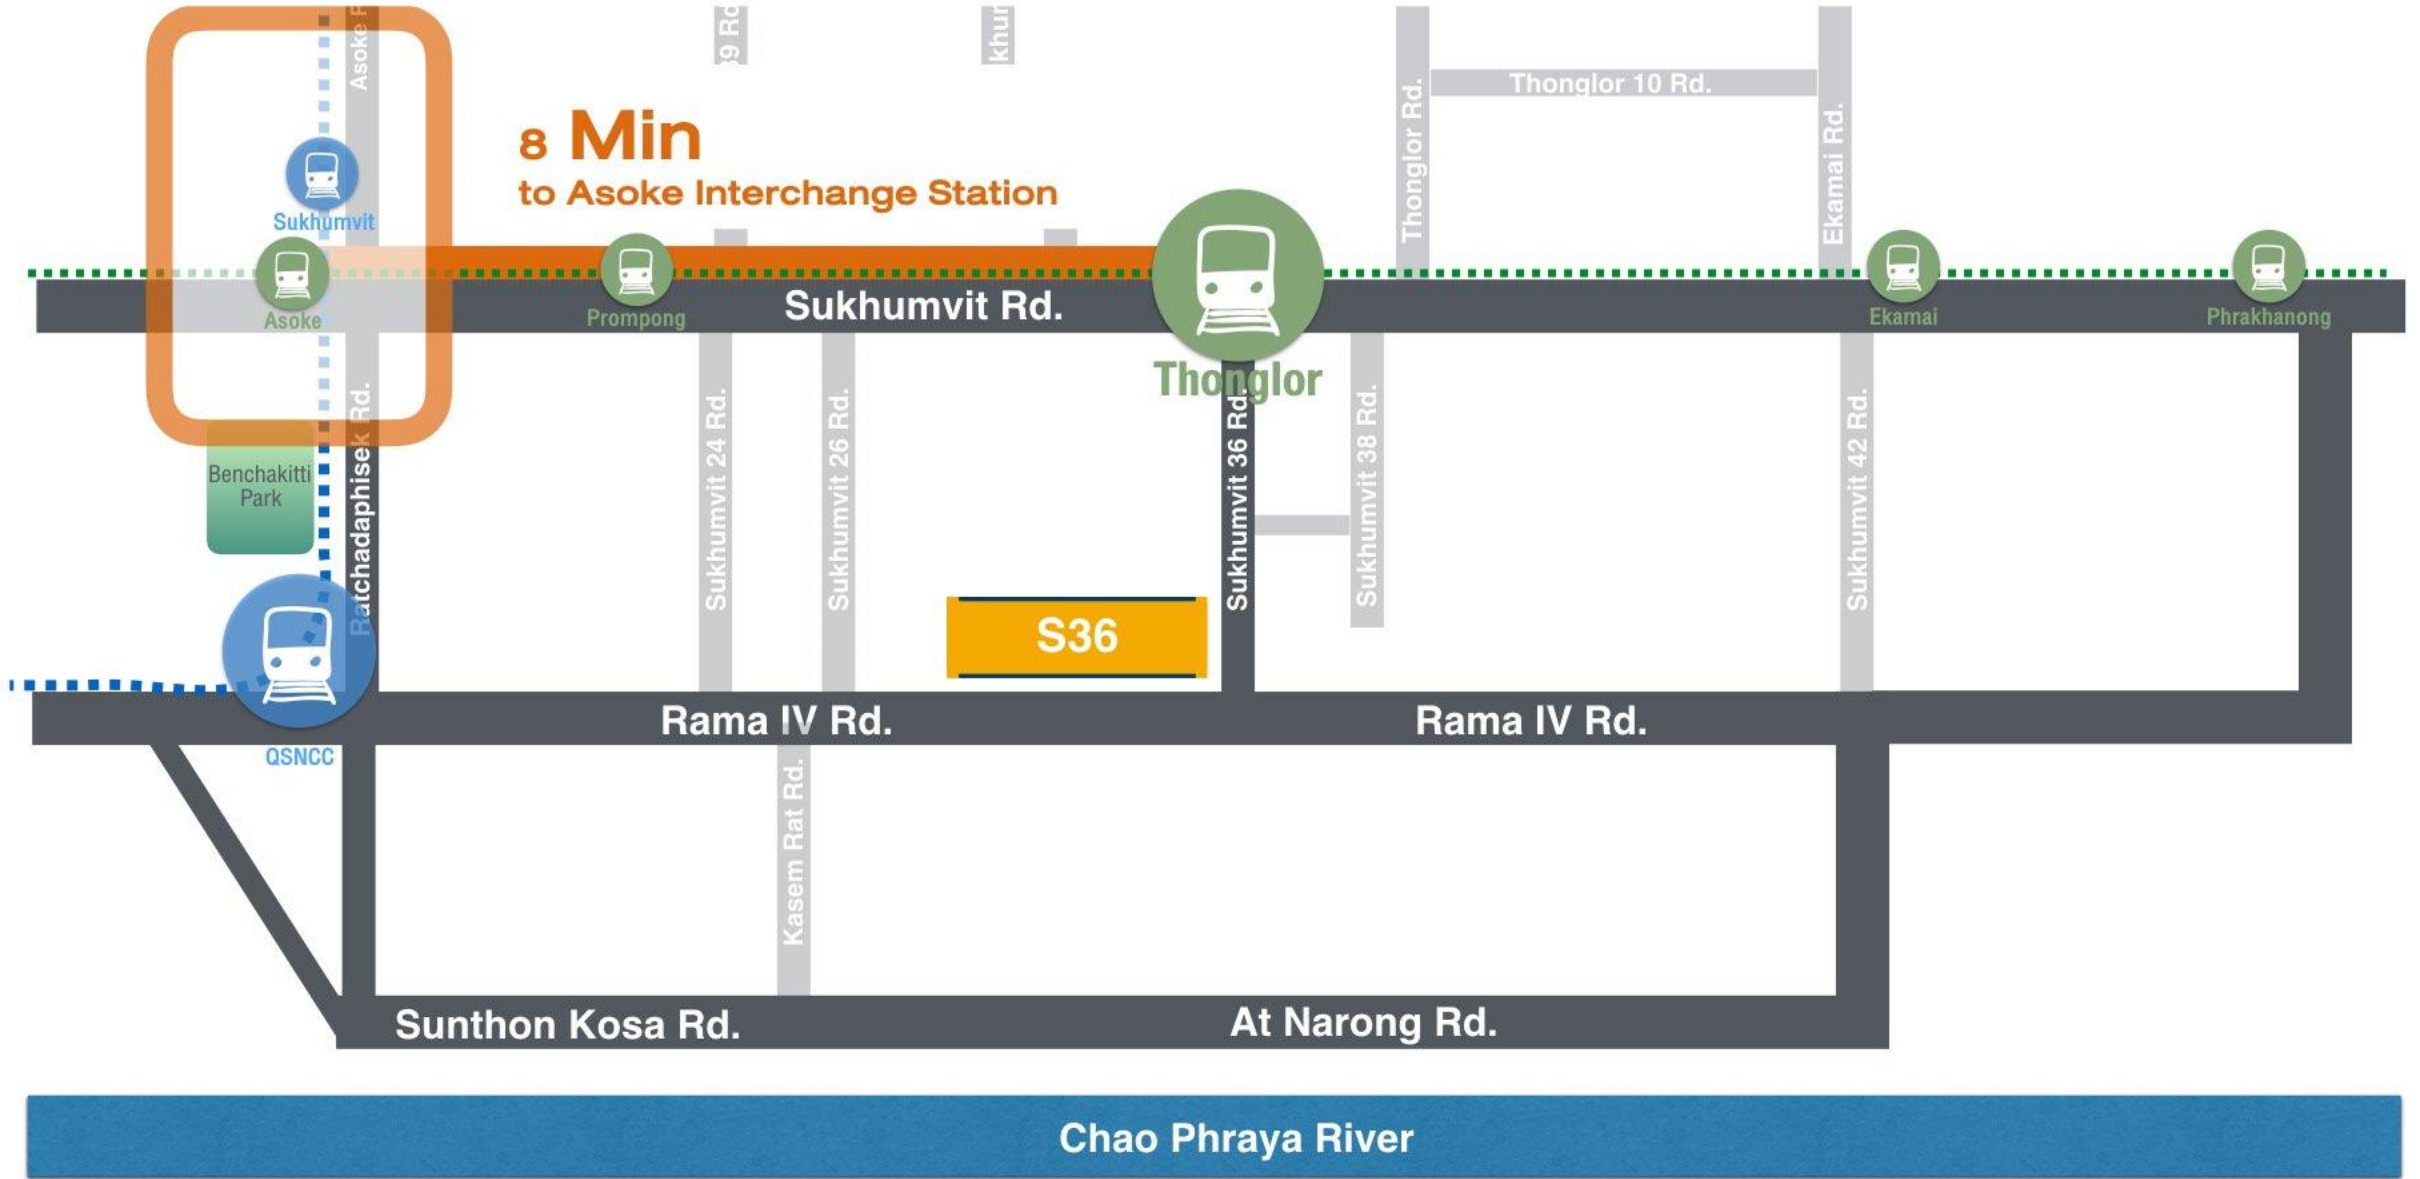 Asoke
39 Rd
khum
8 Min
to Asoke Interchange Station
Thonglor Rd.
Thonglor 10 Rd.
Ekamai Rd.
Sukhumvit
Asoke
Prompong
Sukhumvit Rd.
Thonglor
Ekamai
Phrakhanong
Benchakitti
Park
Ratchadaphisek Rd.
Sukhumvit 24 Rd.
Sukhumvit 26 Rd.
Sukhumvit 36 Rd.
Sukhumvit 38 Rd.
Sukhumvit 42 Rd.
S36
Rama IV Rd.
Rama IV Rd.
QSNCC
Kasem Rat Rd.
Sunthon Kosa Rd.
At Narong Rd.
Chao Phraya River